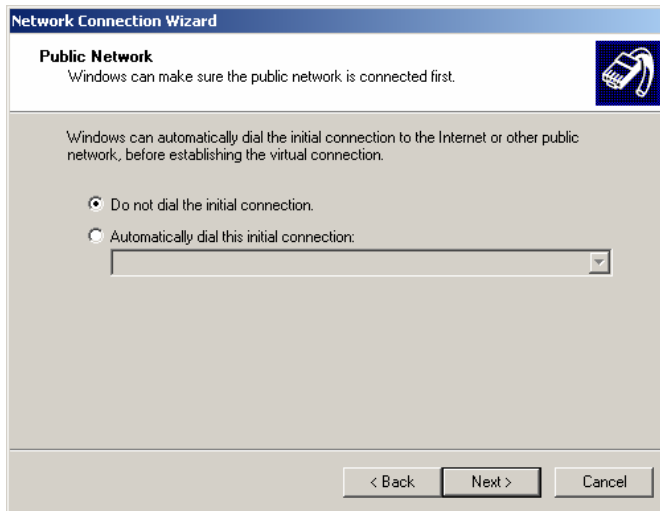 Network Connection Wizard
Public Network
Windows can make sure the public network is connected first.
Windows can automatically dial the initial connection to the Internet or other public
network, before establishing the virtual connection.
Do not dial the initial connection.
Automatically dial this initial connection:
< Back Next > Cancel